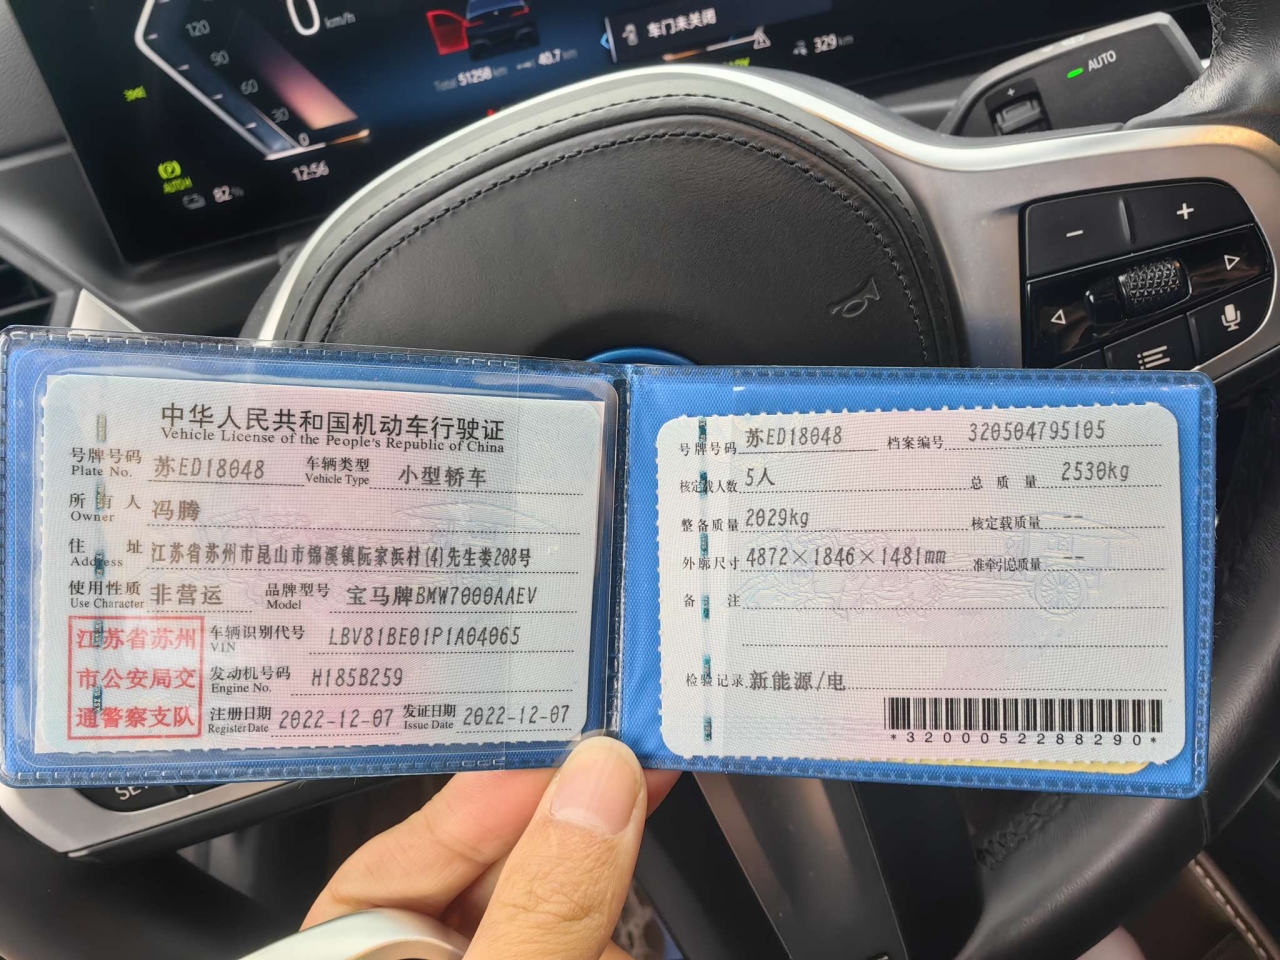 120
90
60
30
0
0 km/h
Total 51258 km
40.7 km
车门未关闭
329 km
AUTO
AUTO H
82 %
12:56
SET
中华人民共和国机动车行驶证
Vehicle License of the People's Republic of China
号牌号码 苏ED18048 车辆类型 小型轿车
Plate No. Vehicle Type
所有人 冯腾
Owner
住址 江苏省苏州市昆山市锦溪镇阮家浜村(4)先生娄208号
Address
使用性质 非营运 品牌型号 宝马牌BMW7000AAEV
Use Character Model
江苏省苏州
市公安局交
通警察支队
车辆识别代号 LBV81BE01P1A04065
VIN
发动机号码 H185B259
Engine No.
注册日期 2022-12-07 发证日期 2022-12-07
Register Date Issue Date
号牌号码 苏ED18048 档案编号 320504795105
核定载人数 5人 总质量 2530kg
整备质量 2029kg 核定载质量 --
外廓尺寸 4872×1846×1481mm 准牵引总质量 --
备注
检验记录 新能源/电
*3200052288290*